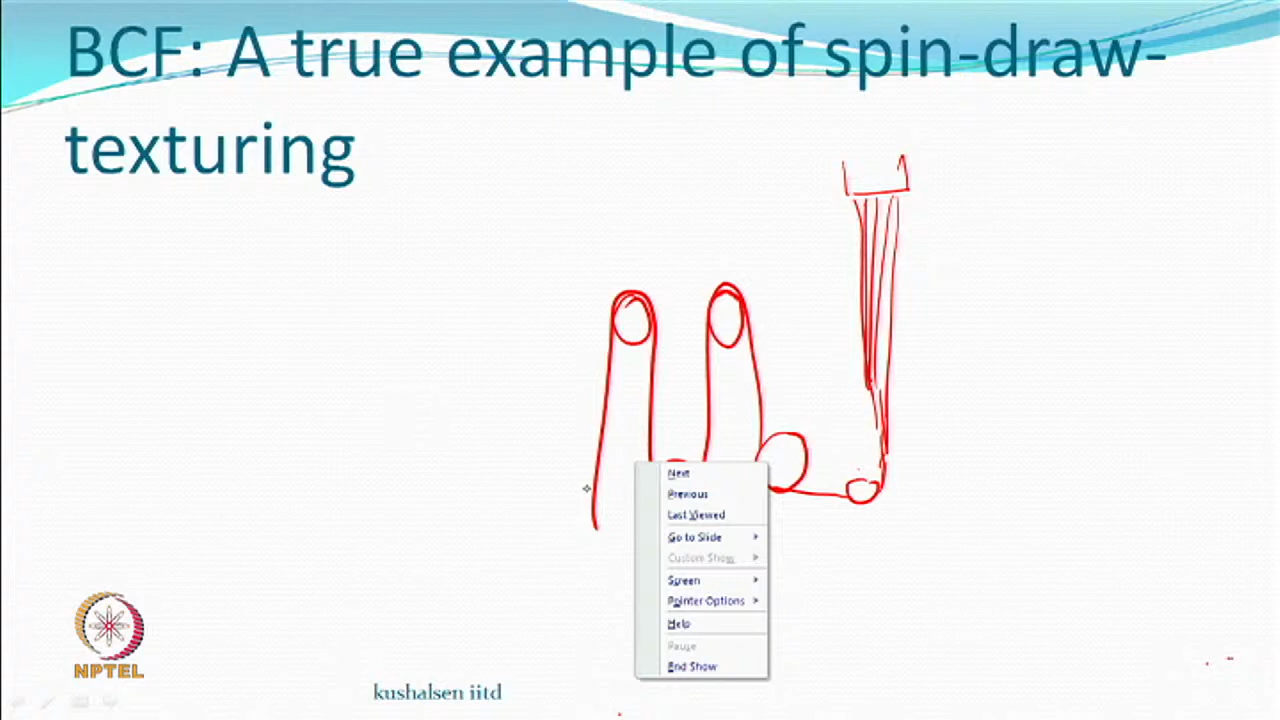 BCF: A true example of spin-draw-
texturing
Next
Previous
Last Viewed
Go to Slide
Custom Show
Screen
Pointer Options
Help
Pause
End Show
NPTEL
kushalsen iitd